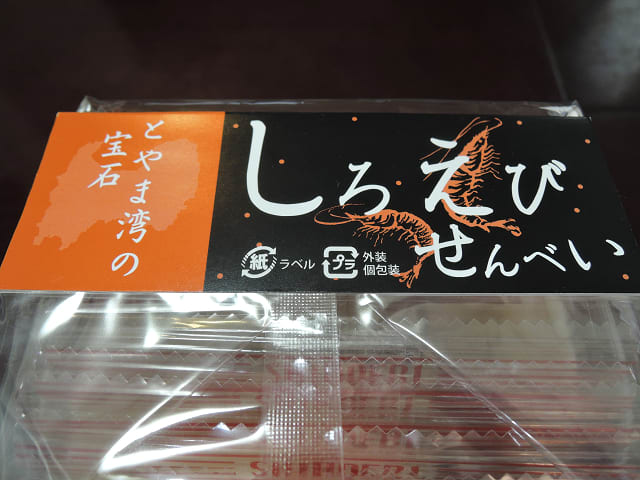 とやま湾の
宝石
しろえび
せんべい
紙 ラベル
プラ 外装
個包装